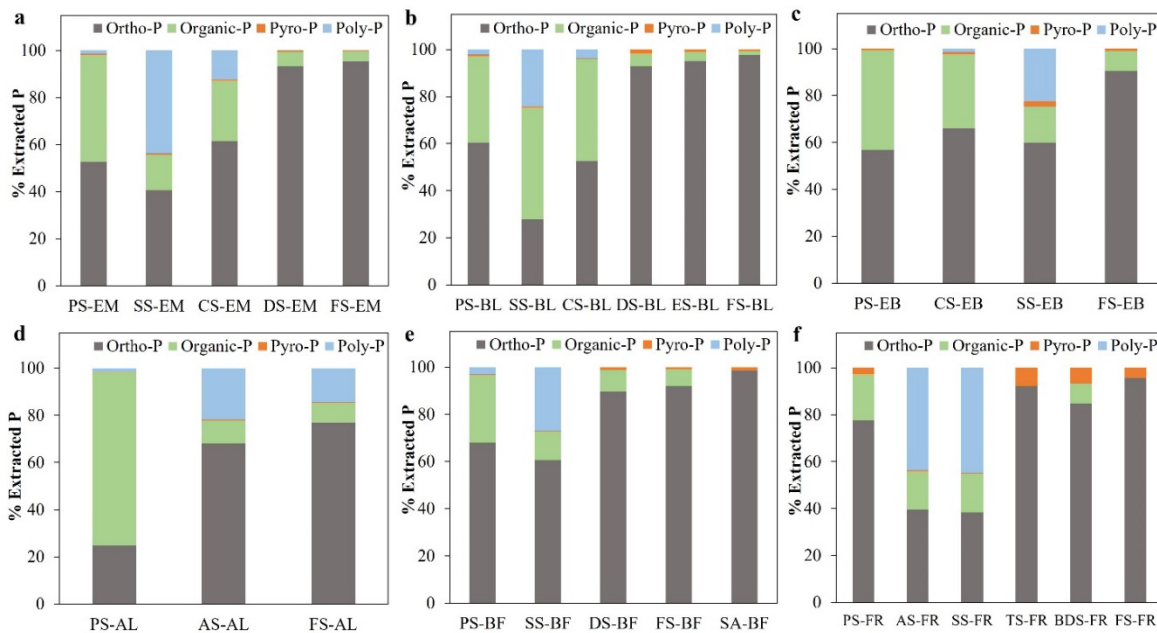 a
Ortho-P Organic-P Pyro-P Poly-P
% Extracted P
100
80
60
40
20
0
PS-EM SS-EM CS-EM DS-EM FS-EM
b
Ortho-P Organic-P Pyro-P Poly-P
% Extracted P
100
80
60
40
20
0
PS-BL SS-BL CS-BL DS-BL ES-BL FS-BL
c
Ortho-P Organic-P Pyro-P Poly-P
% Extracted P
100
80
60
40
20
0
PS-EB CS-EB SS-EB FS-EB
d
Ortho-P Organic-P Pyro-P Poly-P
% Extracted P
100
80
60
40
20
0
PS-AL AS-AL FS-AL
e
Ortho-P Organic-P Pyro-P Poly-P
% Extracted P
100
80
60
40
20
0
PS-BF SS-BF DS-BF FS-BF SA-BF
f
Ortho-P Organic-P Pyro-P Poly-P
% Extracted P
100
80
60
40
20
0
PS-FR AS-FR SS-FR TS-FR BDS-FR FS-FR